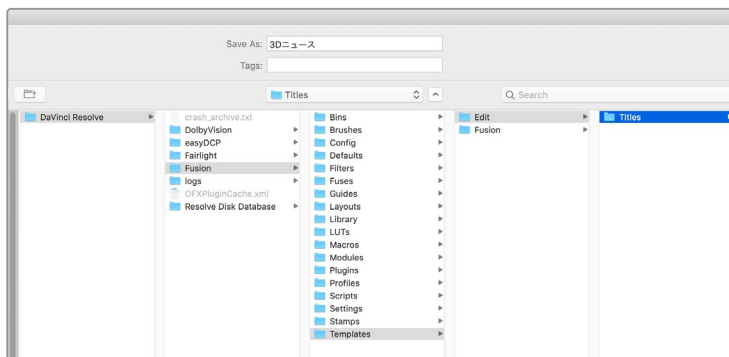 Save As: 3Dニュース
Tags:
Titles
Search
DaVinci Resolve
crash_archive.txt
DolbyVision
easyDCP
Fairlight
Fusion
logs
OFXPluginCache.xml
Resolve Disk Database
Bins
Brushes
Config
Defaults
Filters
Fuses
Guides
Layouts
Library
LUTs
Macros
Modules
Plugins
Profiles
Scripts
Settings
Stamps
Templates
Edit
Fusion
Titles